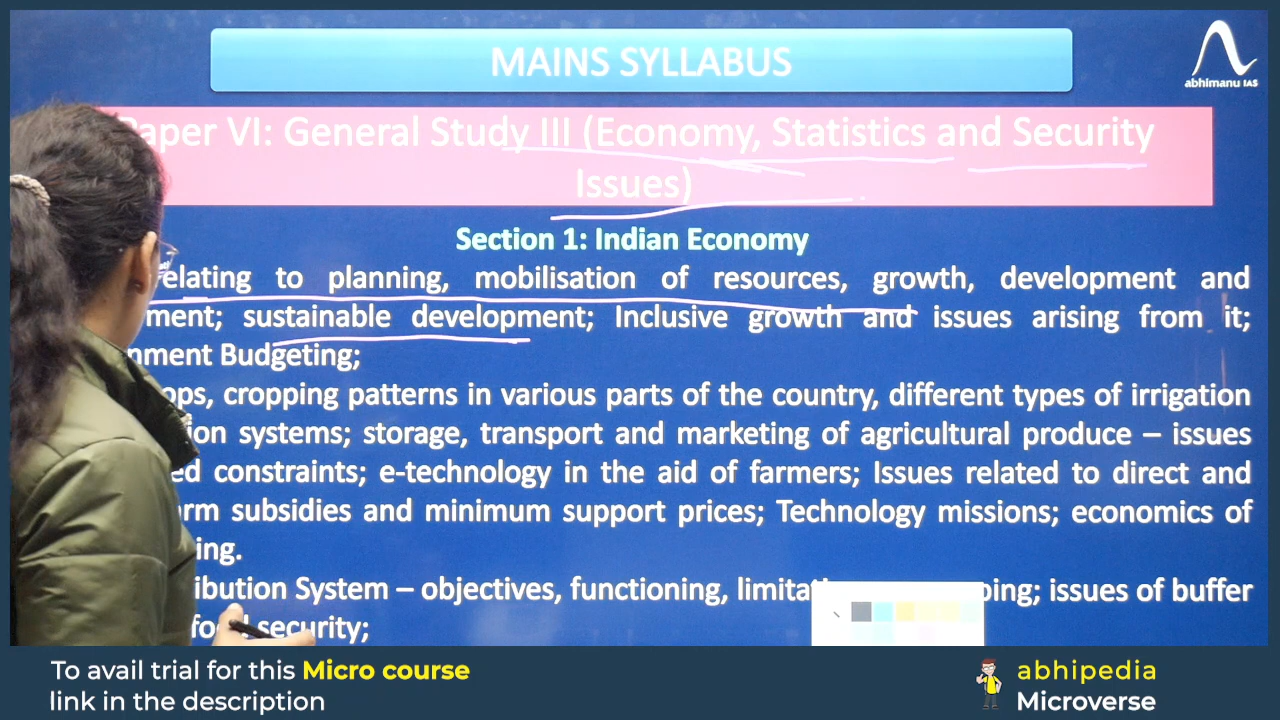 MAINS SYLLABUS
abhimanu IAS
Paper VI: General Study III (Economy, Statistics and Security
Issues)
Section 1: Indian Economy
relating to planning, mobilisation of resources, growth, development and
ment; sustainable development; Inclusive growth and issues arising from it;
nment Budgeting;
ops, cropping patterns in various parts of the country, different types of irrigation
ion systems; storage, transport and marketing of agricultural produce – issues
ed constraints; e-technology in the aid of farmers; Issues related to direct and
arm subsidies and minimum support prices; Technology missions; economics of
ing.
ibution System – objectives, functioning, limitat ping; issues of buffer
food security;
To avail trial for this Micro course
link in the description
abhipedia
Microverse